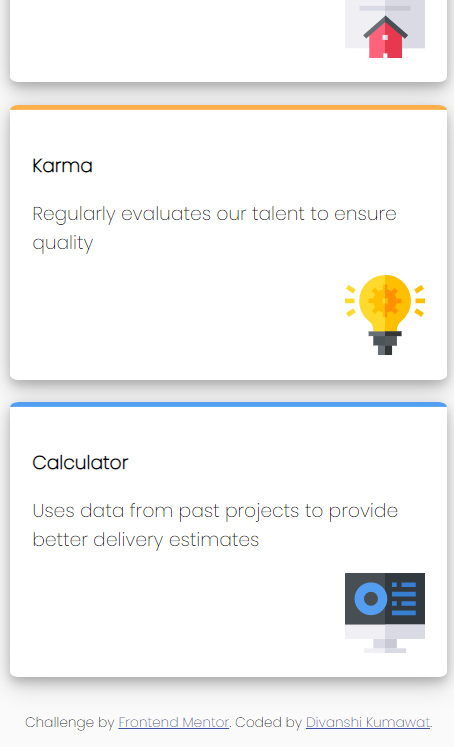 Karma
Regularly evaluates our talent to ensure
quality
Calculator
Uses data from past projects to provide
better delivery estimates
Challenge by Frontend Mentor. Coded by Divanshi Kumawat.